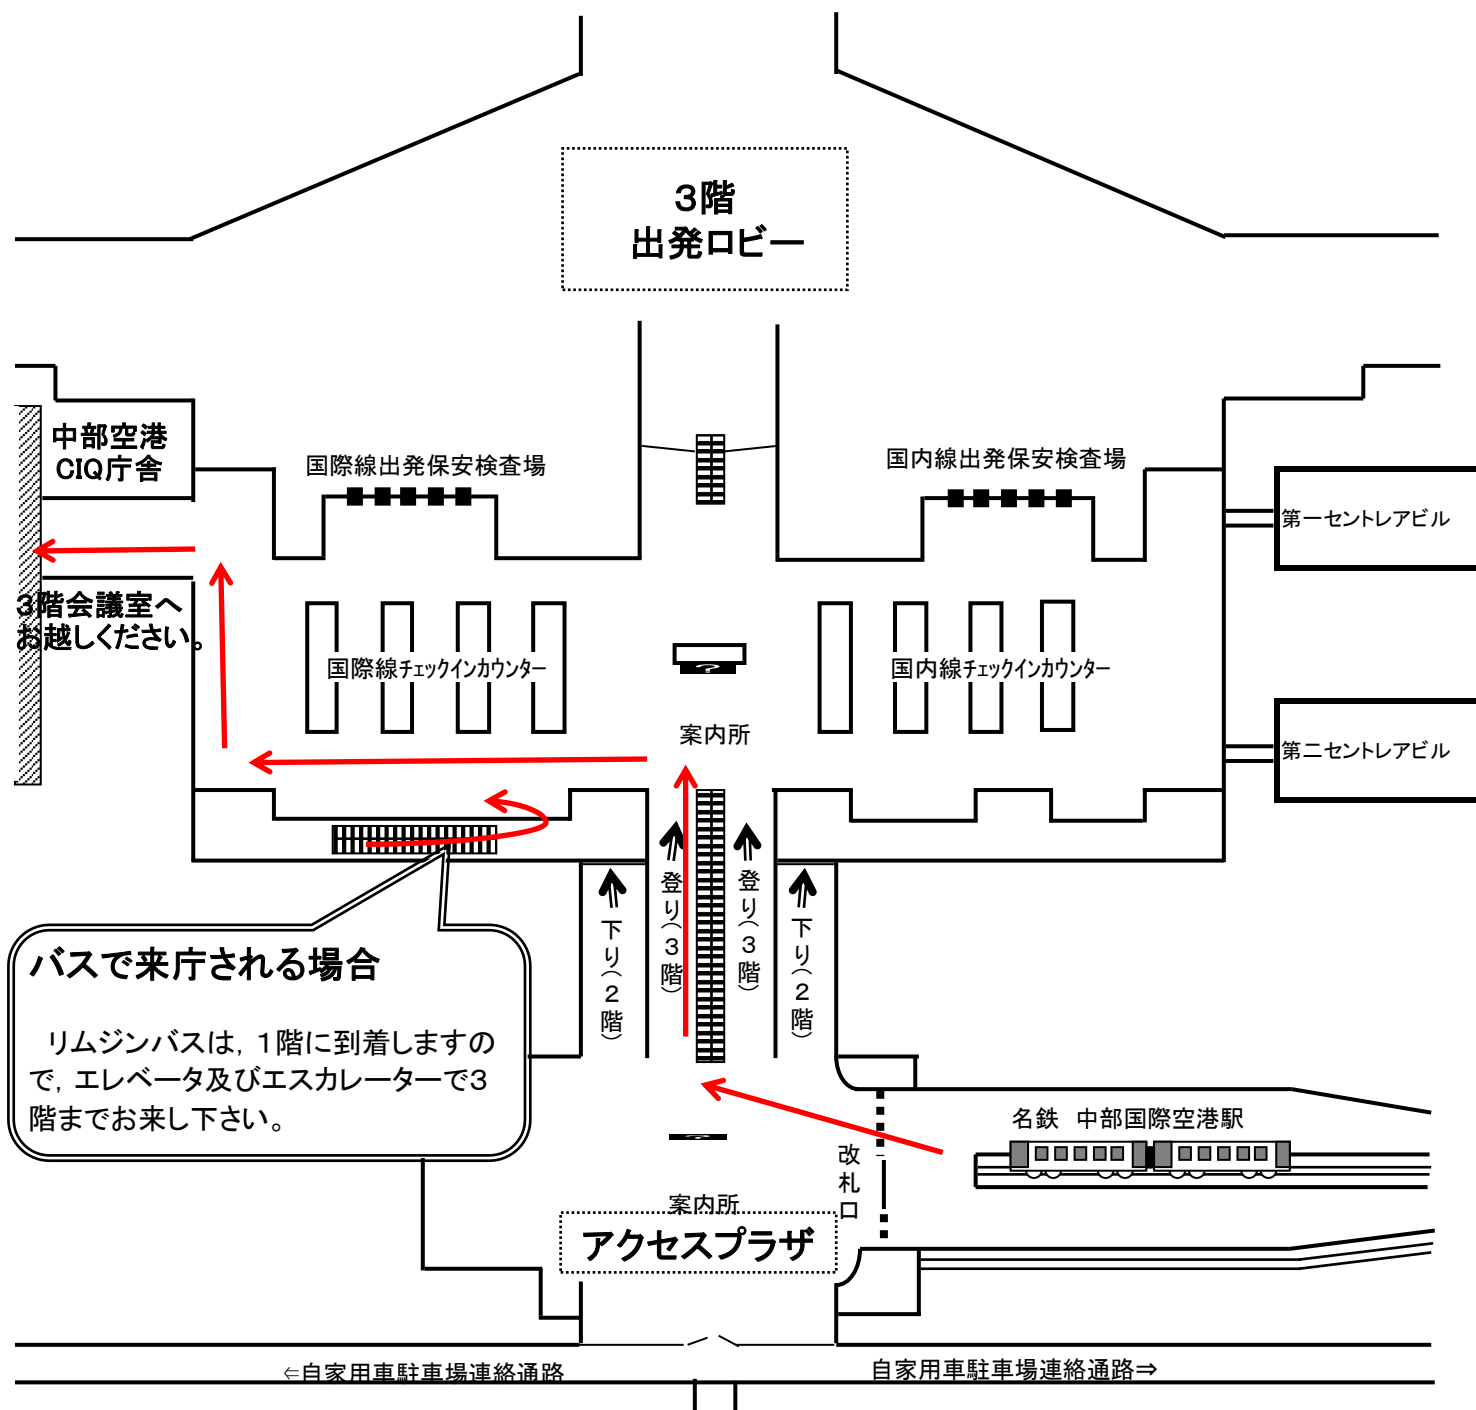 3階
出発ロビー
中部空港
CIQ庁舎
国際線出発保安検査場
国内線出発保安検査場
第一セントレアビル
3階会議室へ
お越しください。
国際線チェックインカウンター
?
国内線チェックインカウンター
案内所
第二セントレアビル
下り(2階)
登り(3階)
登り(3階)
下り(2階)
バスで来庁される場合
リムジンバスは,1階に到着しますの
で,エレベータ及びエスカレーターで3
階までお来し下さい。
名鉄 中部国際空港駅
?
改札口
案内所
アクセスプラザ
⇐自家用車駐車場連絡通路
自家用車駐車場連絡通路⇒